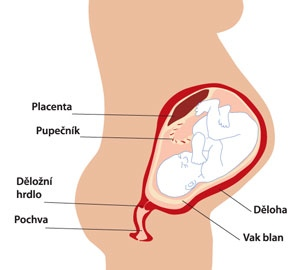 Placenta
Pupečník
Děložní
hrdlo
Pochva
Děloha
Vak blan